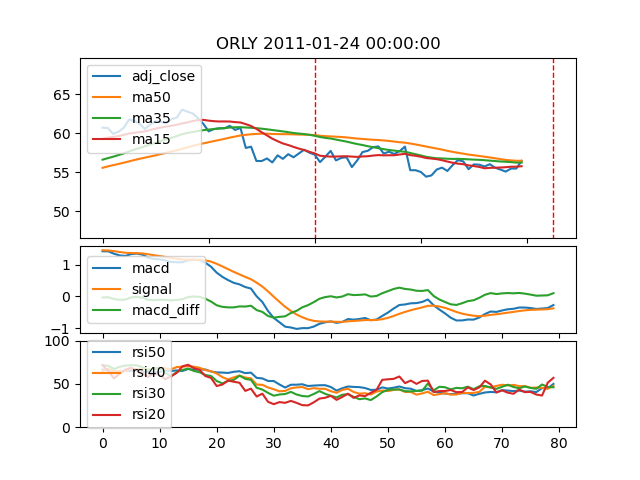 ORLY 2011-01-24 00:00:00
65
60
55
50
adj_close
ma50
ma35
ma15
1
0
−1
macd
signal
macd_diff
100
50
0
rsi50
rsi40
rsi30
rsi20
0 10 20 30 40 50 60 70 80